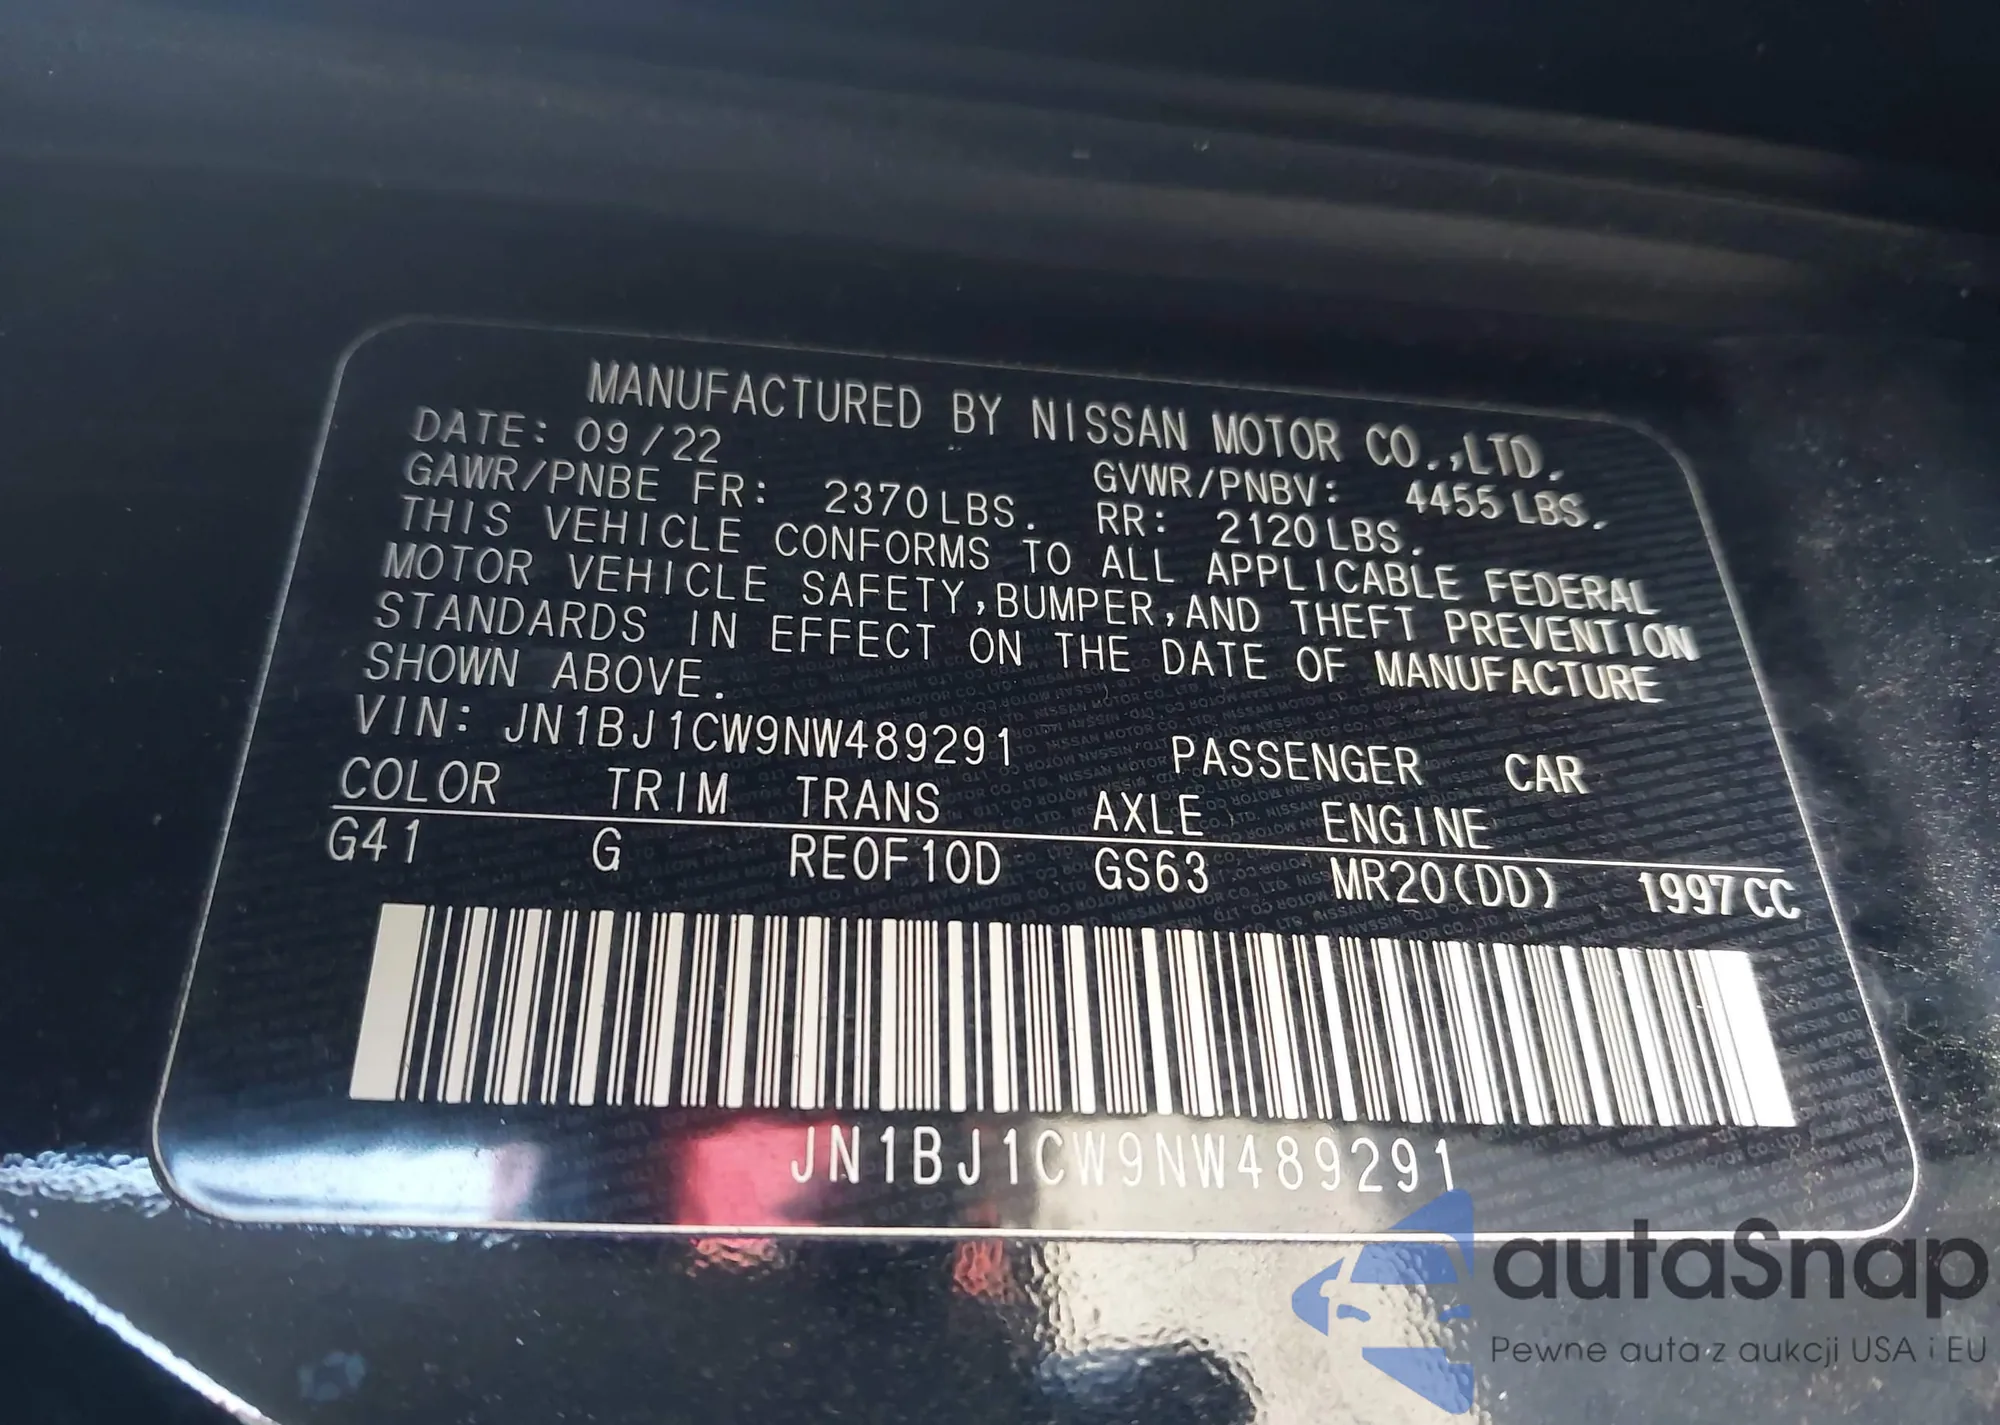 MANUFACTURED BY NISSAN MOTOR CO.,LTD.
DATE: 09/22 GVWR/PNBV: 4455LBS.
GAWR/PNBE FR: 2370LBS. RR: 2120LBS.
THIS VEHICLE CONFORMS TO ALL APPLICABLE FEDERAL
MOTOR VEHICLE SAFETY,BUMPER,AND THEFT PREVENTION
STANDARDS IN EFFECT ON THE DATE OF MANUFACTURE
SHOWN ABOVE.
VIN: JN1BJ1CW9NW489291 PASSENGER CAR
COLOR TRIM TRANS AXLE ENGINE
G41 G RE0F10D GS63 MR20(DD) 1997CC
JN1BJ1CW9NW489291
autaSnap
Pewne auta z aukcji USA i EU